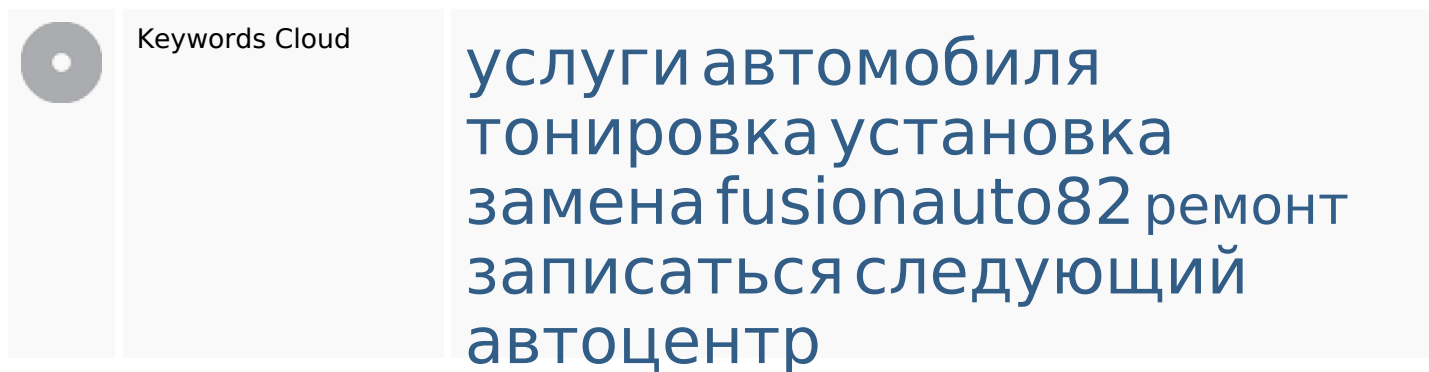 Keywords Cloud
услуги автомобиля
тонировка установка
замена fusionauto82 ремонт
записаться следующий
автоцентр